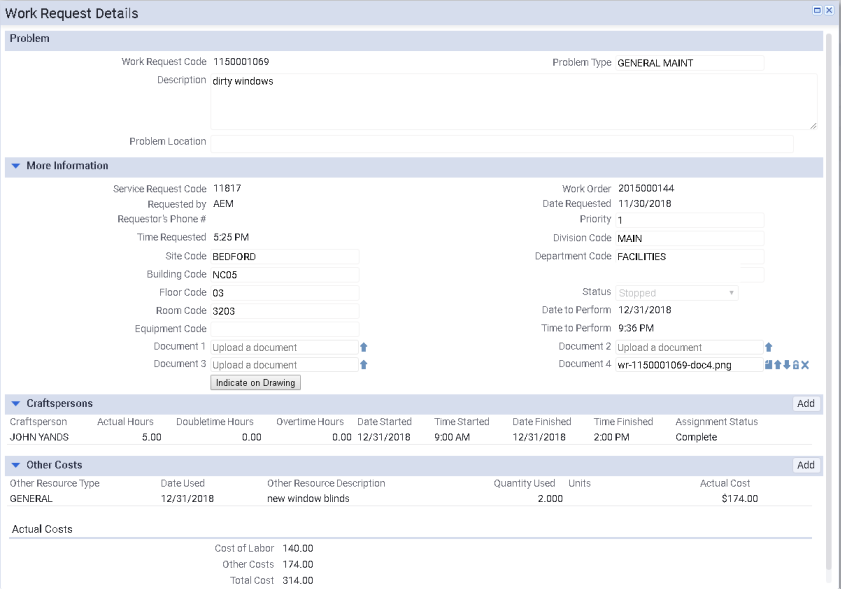 Work Request Details
Problem
Work Request Code 1150001069 Problem Type GENERAL MAINT
Description dirty windows
Problem Location
More Information
Service Request Code 11817 Work Order 2015000144
Requested by AEM Date Requested 11/30/2018
Requestor's Phone # Priority 1
Time Requested 5:25 PM Division Code MAIN
Site Code BEDFORD Department Code FACILITIES
Building Code NC05
Floor Code 03 Status Stopped
Room Code 3203 Date to Perform 12/31/2018
Equipment Code Time to Perform 9:36 PM
Document 1 Upload a document Document 2 Upload a document
Document 3 Upload a document Document 4 wr-1150001069-doc4.png
Indicate on Drawing
Craftspersons Add
Craftsperson Actual Hours Doubletime Hours Overtime Hours Date Started Time Started Date Finished Time Finished Assignment Status
JOHN YANDS 5.00 0.00 0.00 12/31/2018 9:00 AM 12/31/2018 2:00 PM Complete
Other Costs Add
Other Resource Type Date Used Other Resource Description Quantity Used Units Actual Cost
GENERAL 12/31/2018 new window blinds 2.000 $174.00
Actual Costs
Cost of Labor 140.00
Other Costs 174.00
Total Cost 314.00